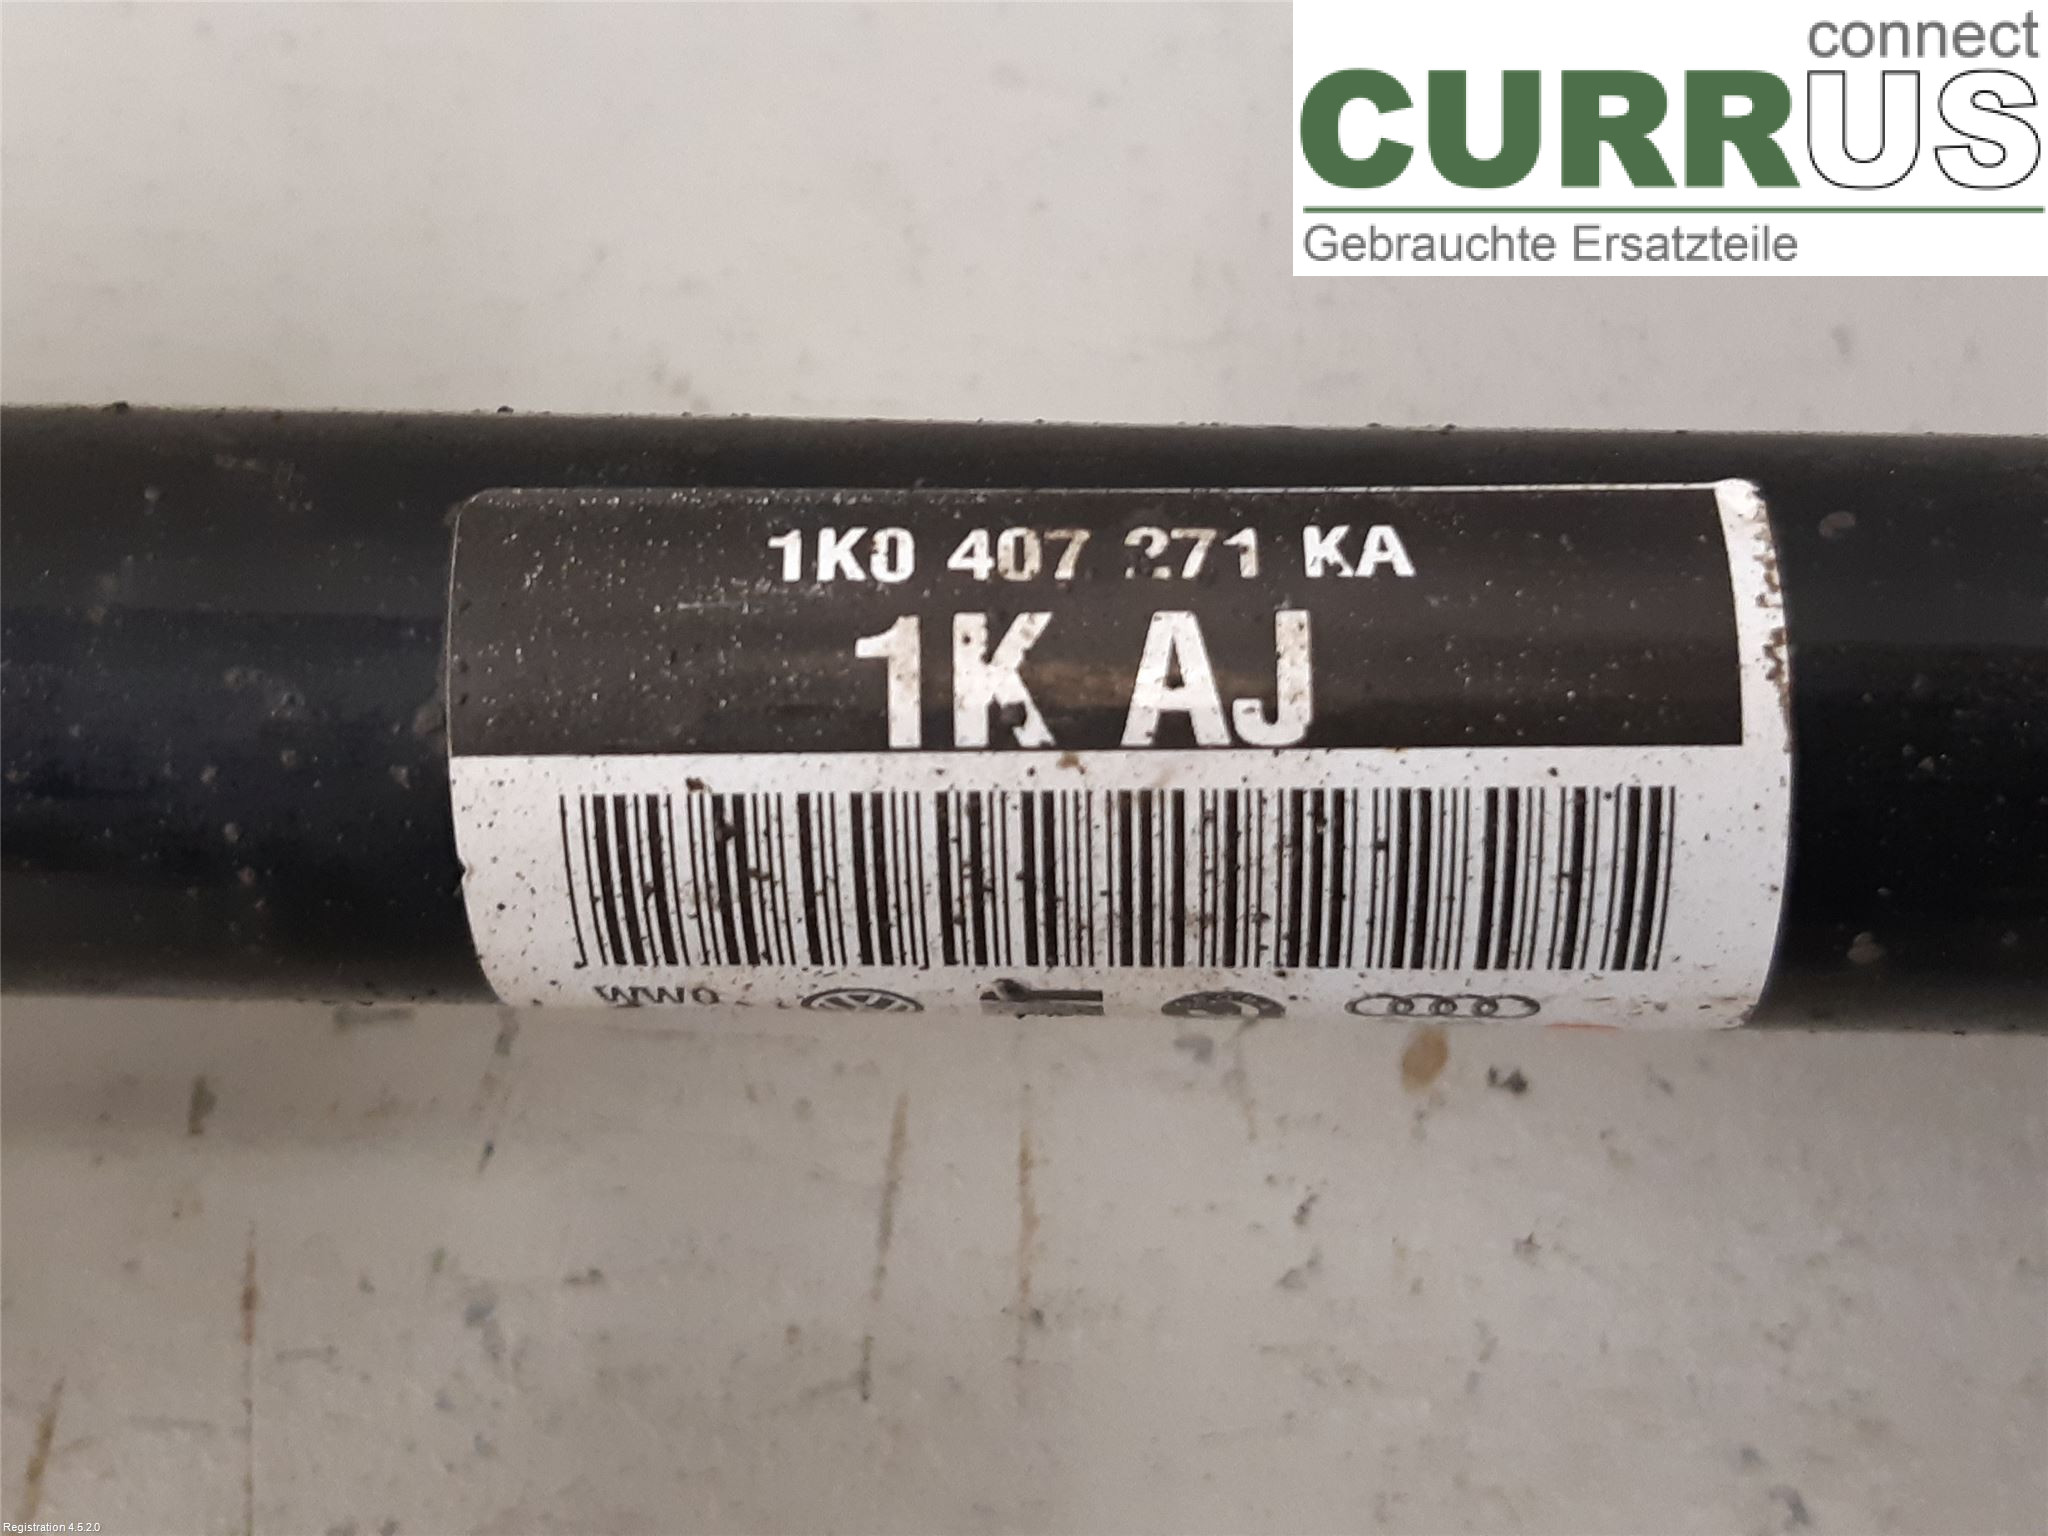 connect
CURRUS
Gebrauchte Ersatzteile
1K0 407 271 KA
1K AJ
Registration 4.5.2.0